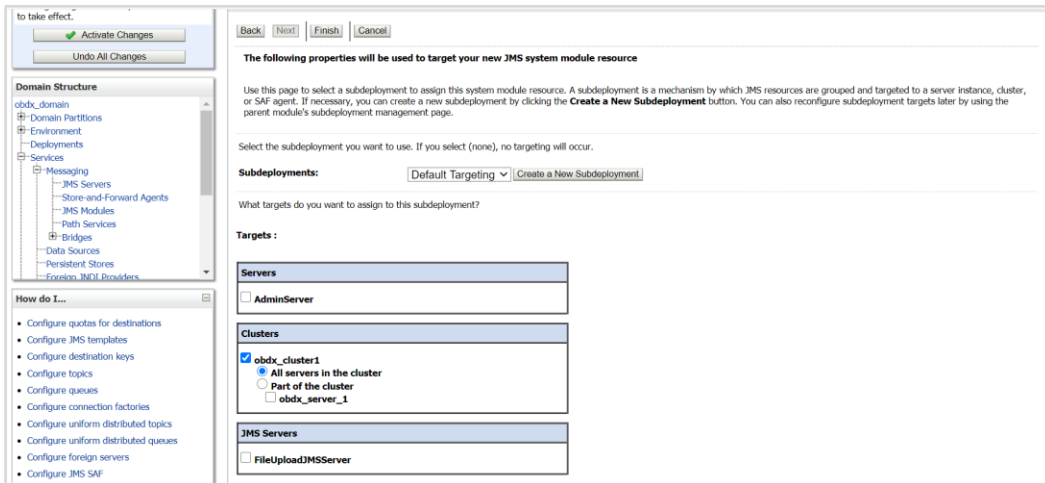 to take effect.
Activate Changes
Undo All Changes
Domain Structure
obdx_domain
Domain Partitions
Environment
Deployments
Services
Messaging
JMS Servers
Store-and-Forward Agents
JMS Modules
Path Services
Bridges
Data Sources
Persistent Stores
Foreign JNDI Providers
How do I...
Configure quotas for destinations
Configure JMS templates
Configure destination keys
Configure topics
Configure queues
Configure connection factories
Configure uniform distributed topics
Configure uniform distributed queues
Configure foreign servers
Configure JMS SAF
Back Next Finish Cancel
The following properties will be used to target your new JMS system module resource
Use this page to select a subdeployment to assign this system module resource. A subdeployment is a mechanism by which JMS resources are grouped and targeted to a server instance, cluster,
or SAF agent. If necessary, you can create a new subdeployment by clicking the Create a New Subdeployment button. You can also reconfigure subdeployment targets later by using the
parent module's subdeployment management page.
Select the subdeployment you want to use. If you select (none), no targeting will occur.
Subdeployments: Default Targeting Create a New Subdeployment
What targets do you want to assign to this subdeployment?
Targets :
Servers
AdminServer
Clusters
obdx_cluster1
All servers in the cluster
Part of the cluster
obdx_server_1
JMS Servers
FileUploadJMSServer